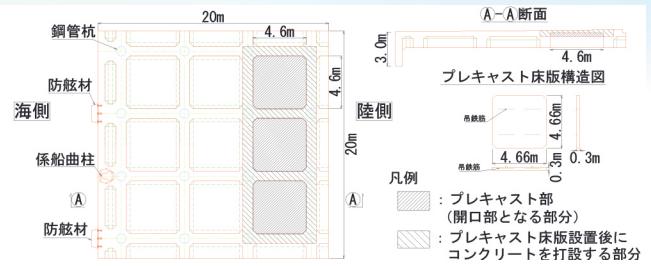 20m
4.6m
鋼管杭
4.6m
防舷材
海側
陸側
20m
係船曲柱
Ⓐ
Ⓐ
防舷材
Ⓐ-Ⓐ断面
3.0m
4.6m
プレキャスト床版構造図
吊鉄筋
4.66m
4.66m
0.3m
吊鉄筋
0.3m
凡例
：プレキャスト部
（開口部となる部分）
：プレキャスト床版設置後に
コンクリートを打設する部分